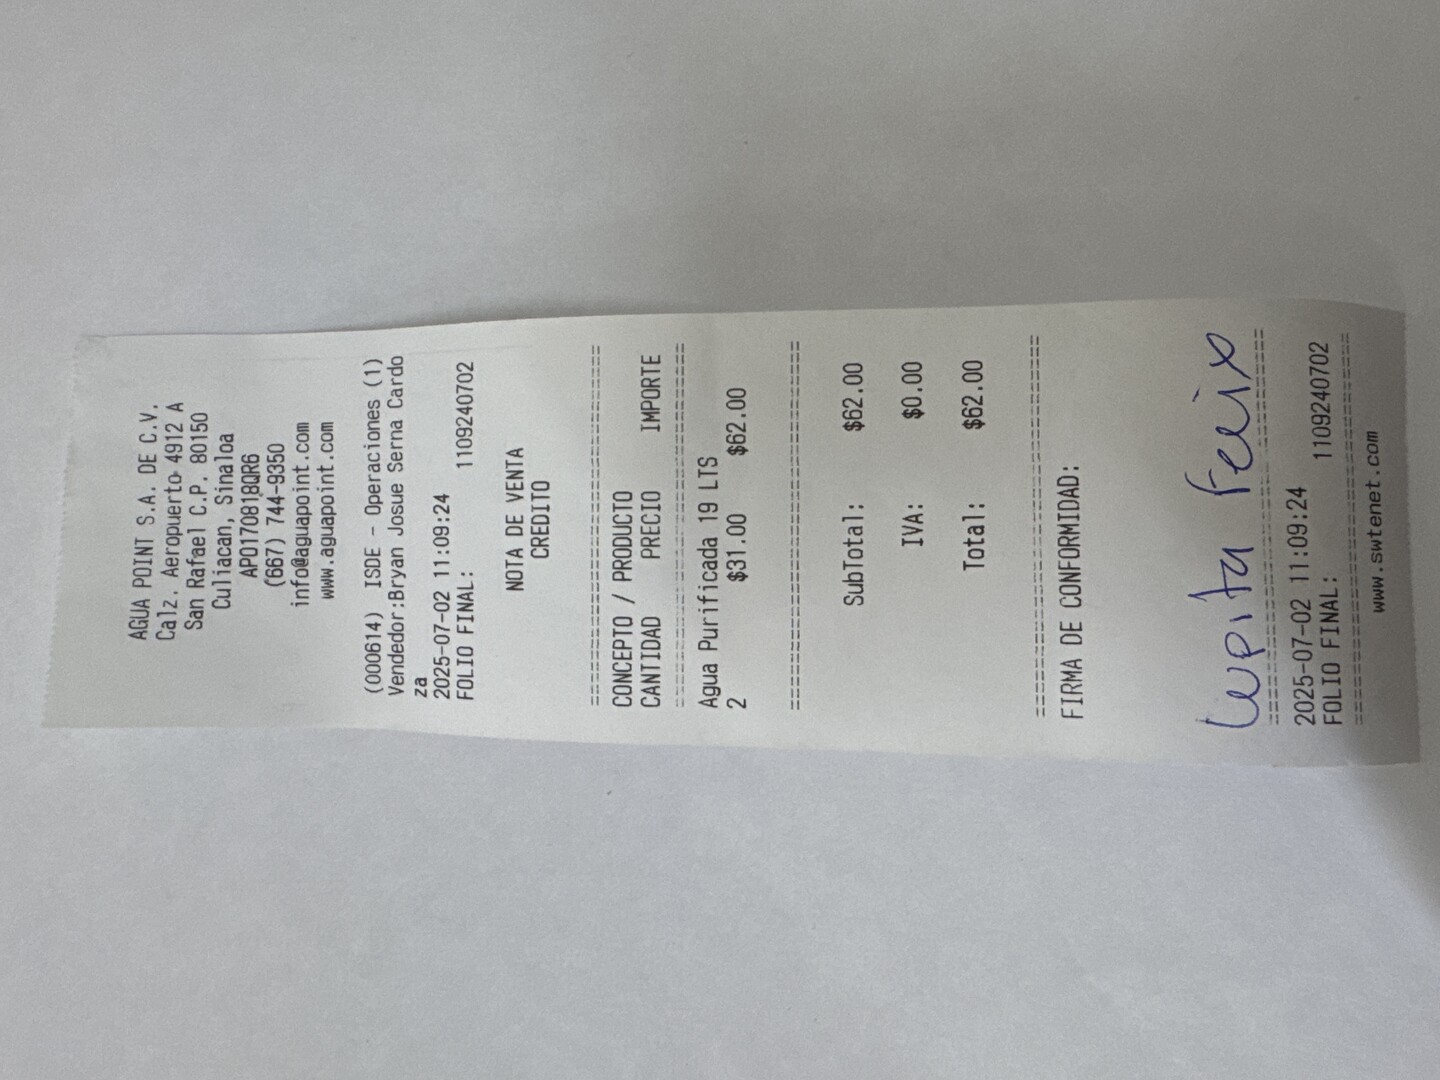 AGUA POINT S.A. DE C.V.
Calz. Aeropuerto 4912 A
San Rafael C.P. 80150
Culiacan, Sinaloa
APO170818QR6
(667) 744-9350
info@aguapoint.com
www.aguapoint.com
(000614) ISDE - Operaciones (1)
Vendedor:Bryan Josue Serna Cardo
za
2025-07-02 11:09:24
FOLIO FINAL: 1109240702
NOTA DE VENTA
CREDITO
================================
CONCEPTO / PRODUCTO
CANTIDAD PRECIO IMPORTE
================================
Agua Purificada 19 LTS
2 $31.00 $62.00
================================
SubTotal: $62.00
IVA: $0.00
Total: $62.00
================================
FIRMA DE CONFORMIDAD:
Lupita Felix
================================
2025-07-02 11:09:24
FOLIO FINAL: 1109240702
================================
www.swtenet.com